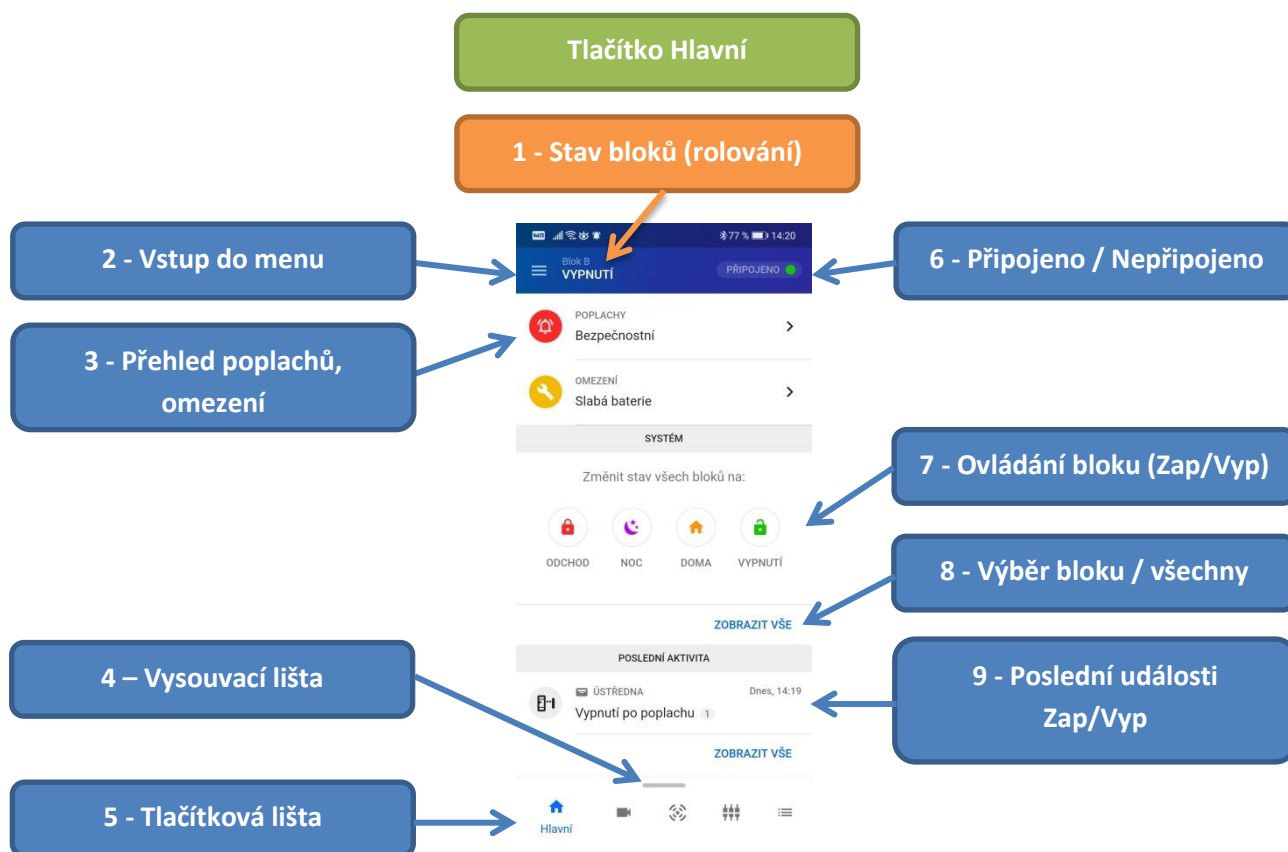 Tlačítko Hlavní
1 - Stav bloků (rolování)
2 - Vstup do menu
3 - Přehled poplachů,
omezení
4 – Vysouvací lišta
5 - Tlačítková lišta
77 % 14:20
Blok B
VYPNUTÍ
PŘIPOJENO
POPLACHY
Bezpečnostní
OMEZENÍ
Slabá baterie
SYSTÉM
Změnit stav všech bloků na:
ODCHOD NOC DOMA VYPNUTÍ
ZOBRAZIT VŠE
POSLEDNÍ AKTIVITA
ÚSTŘEDNA Dnes, 14:19
Vypnutí po poplachu 1
ZOBRAZIT VŠE
Hlavní
6 - Připojeno / Nepřipojeno
7 - Ovládání bloku (Zap/Vyp)
8 - Výběr bloku / všechny
9 - Poslední události
Zap/Vyp